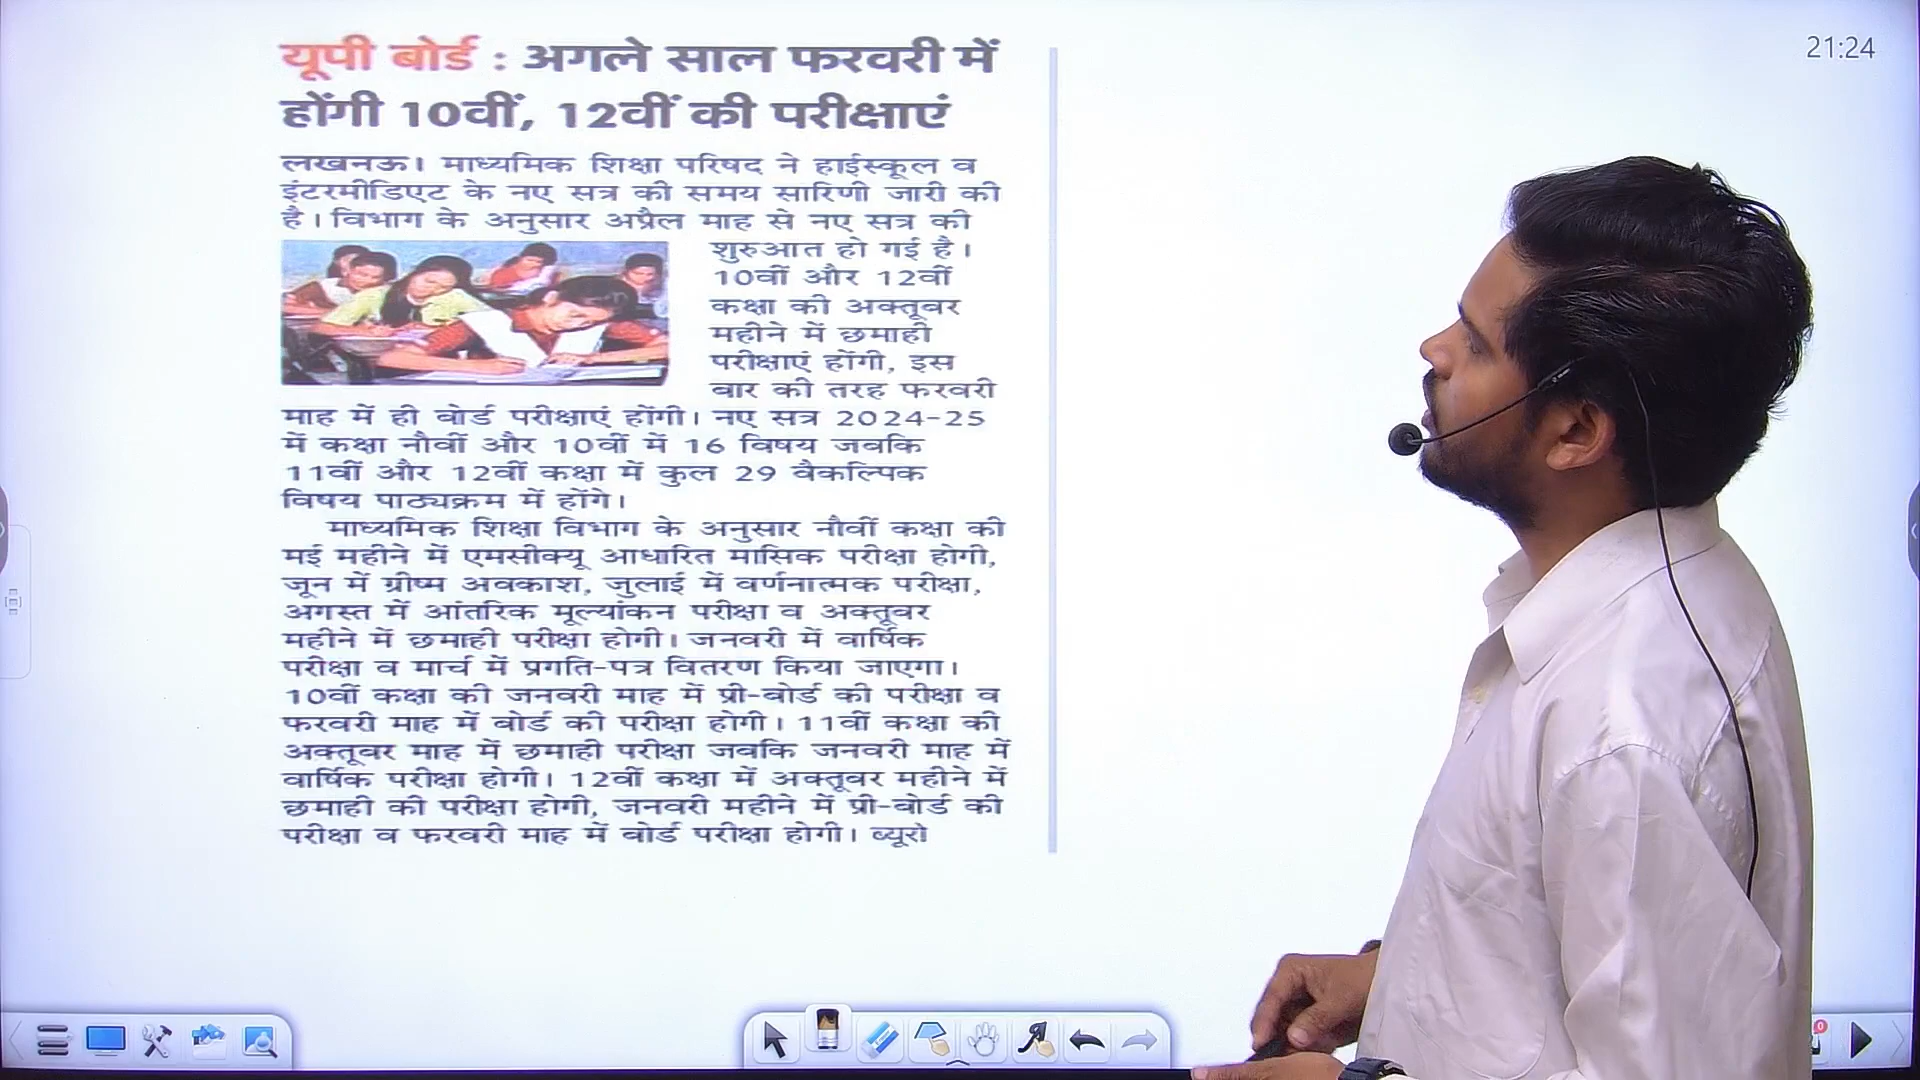 यूपी बोर्ड : अगले साल फरवरी में
होंगी 10वीं, 12वीं की परीक्षाएं
लखनऊ। माध्यमिक शिक्षा परिषद ने हाईस्कूल व
इंटरमीडिएट के नए सत्र की समय सारिणी जारी की
है। विभाग के अनुसार अप्रैल माह से नए सत्र की
शुरुआत हो गई है।
10वीं और 12वीं
कक्षा की अक्तूबर
महीने में छमाही
परीक्षाएं होंगी, इस
बार की तरह फरवरी
माह में ही बोर्ड परीक्षाएं होंगी। नए सत्र 2024-25
में कक्षा नौवीं और 10वीं में 16 विषय जबकि
11वीं और 12वीं कक्षा में कुल 29 वैकल्पिक
विषय पाठ्यक्रम में होंगे।
माध्यमिक शिक्षा विभाग के अनुसार नौवीं कक्षा की
मई महीने में एमसीक्यू आधारित मासिक परीक्षा होगी,
जून में ग्रीष्म अवकाश, जुलाई में वर्णनात्मक परीक्षा,
अगस्त में आंतरिक मूल्यांकन परीक्षा व अक्तूबर
महीने में छमाही परीक्षा होगी। जनवरी में वार्षिक
परीक्षा व मार्च में प्रगति-पत्र वितरण किया जाएगा।
10वीं कक्षा की जनवरी माह में प्री-बोर्ड की परीक्षा व
फरवरी माह में बोर्ड की परीक्षा होगी। 11वीं कक्षा की
अक्तूबर माह में छमाही परीक्षा जबकि जनवरी माह में
वार्षिक परीक्षा होगी। 12वीं कक्षा में अक्तूबर महीने में
छमाही की परीक्षा होगी, जनवरी महीने में प्री-बोर्ड की
परीक्षा व फरवरी माह में बोर्ड परीक्षा होगी। ब्यूरो
21:24
0